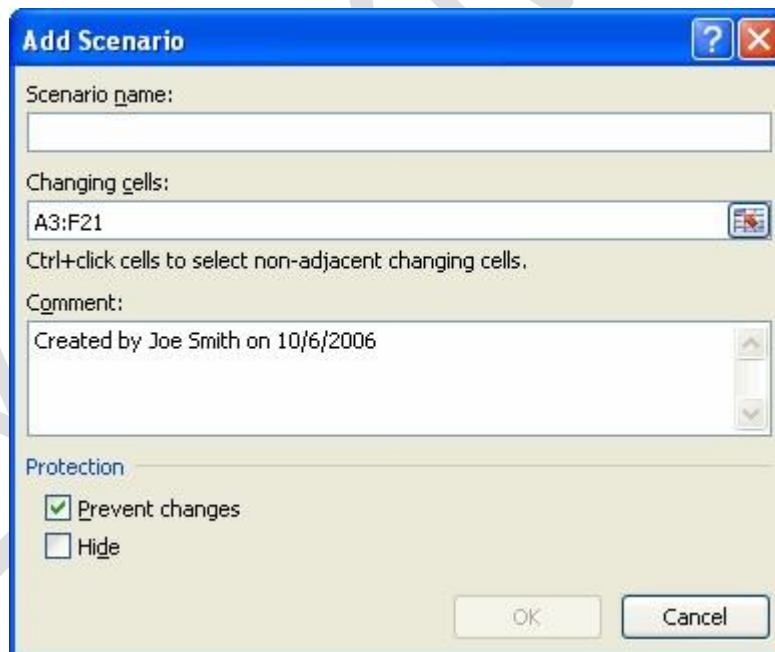 Add Scenario
Scenario name:
Changing cells:
A3:F21
Ctrl+click cells to select non-adjacent changing cells.
Comment:
Created by Joe Smith on 10/6/2006
Protection
Prevent changes
Hide
OK Cancel